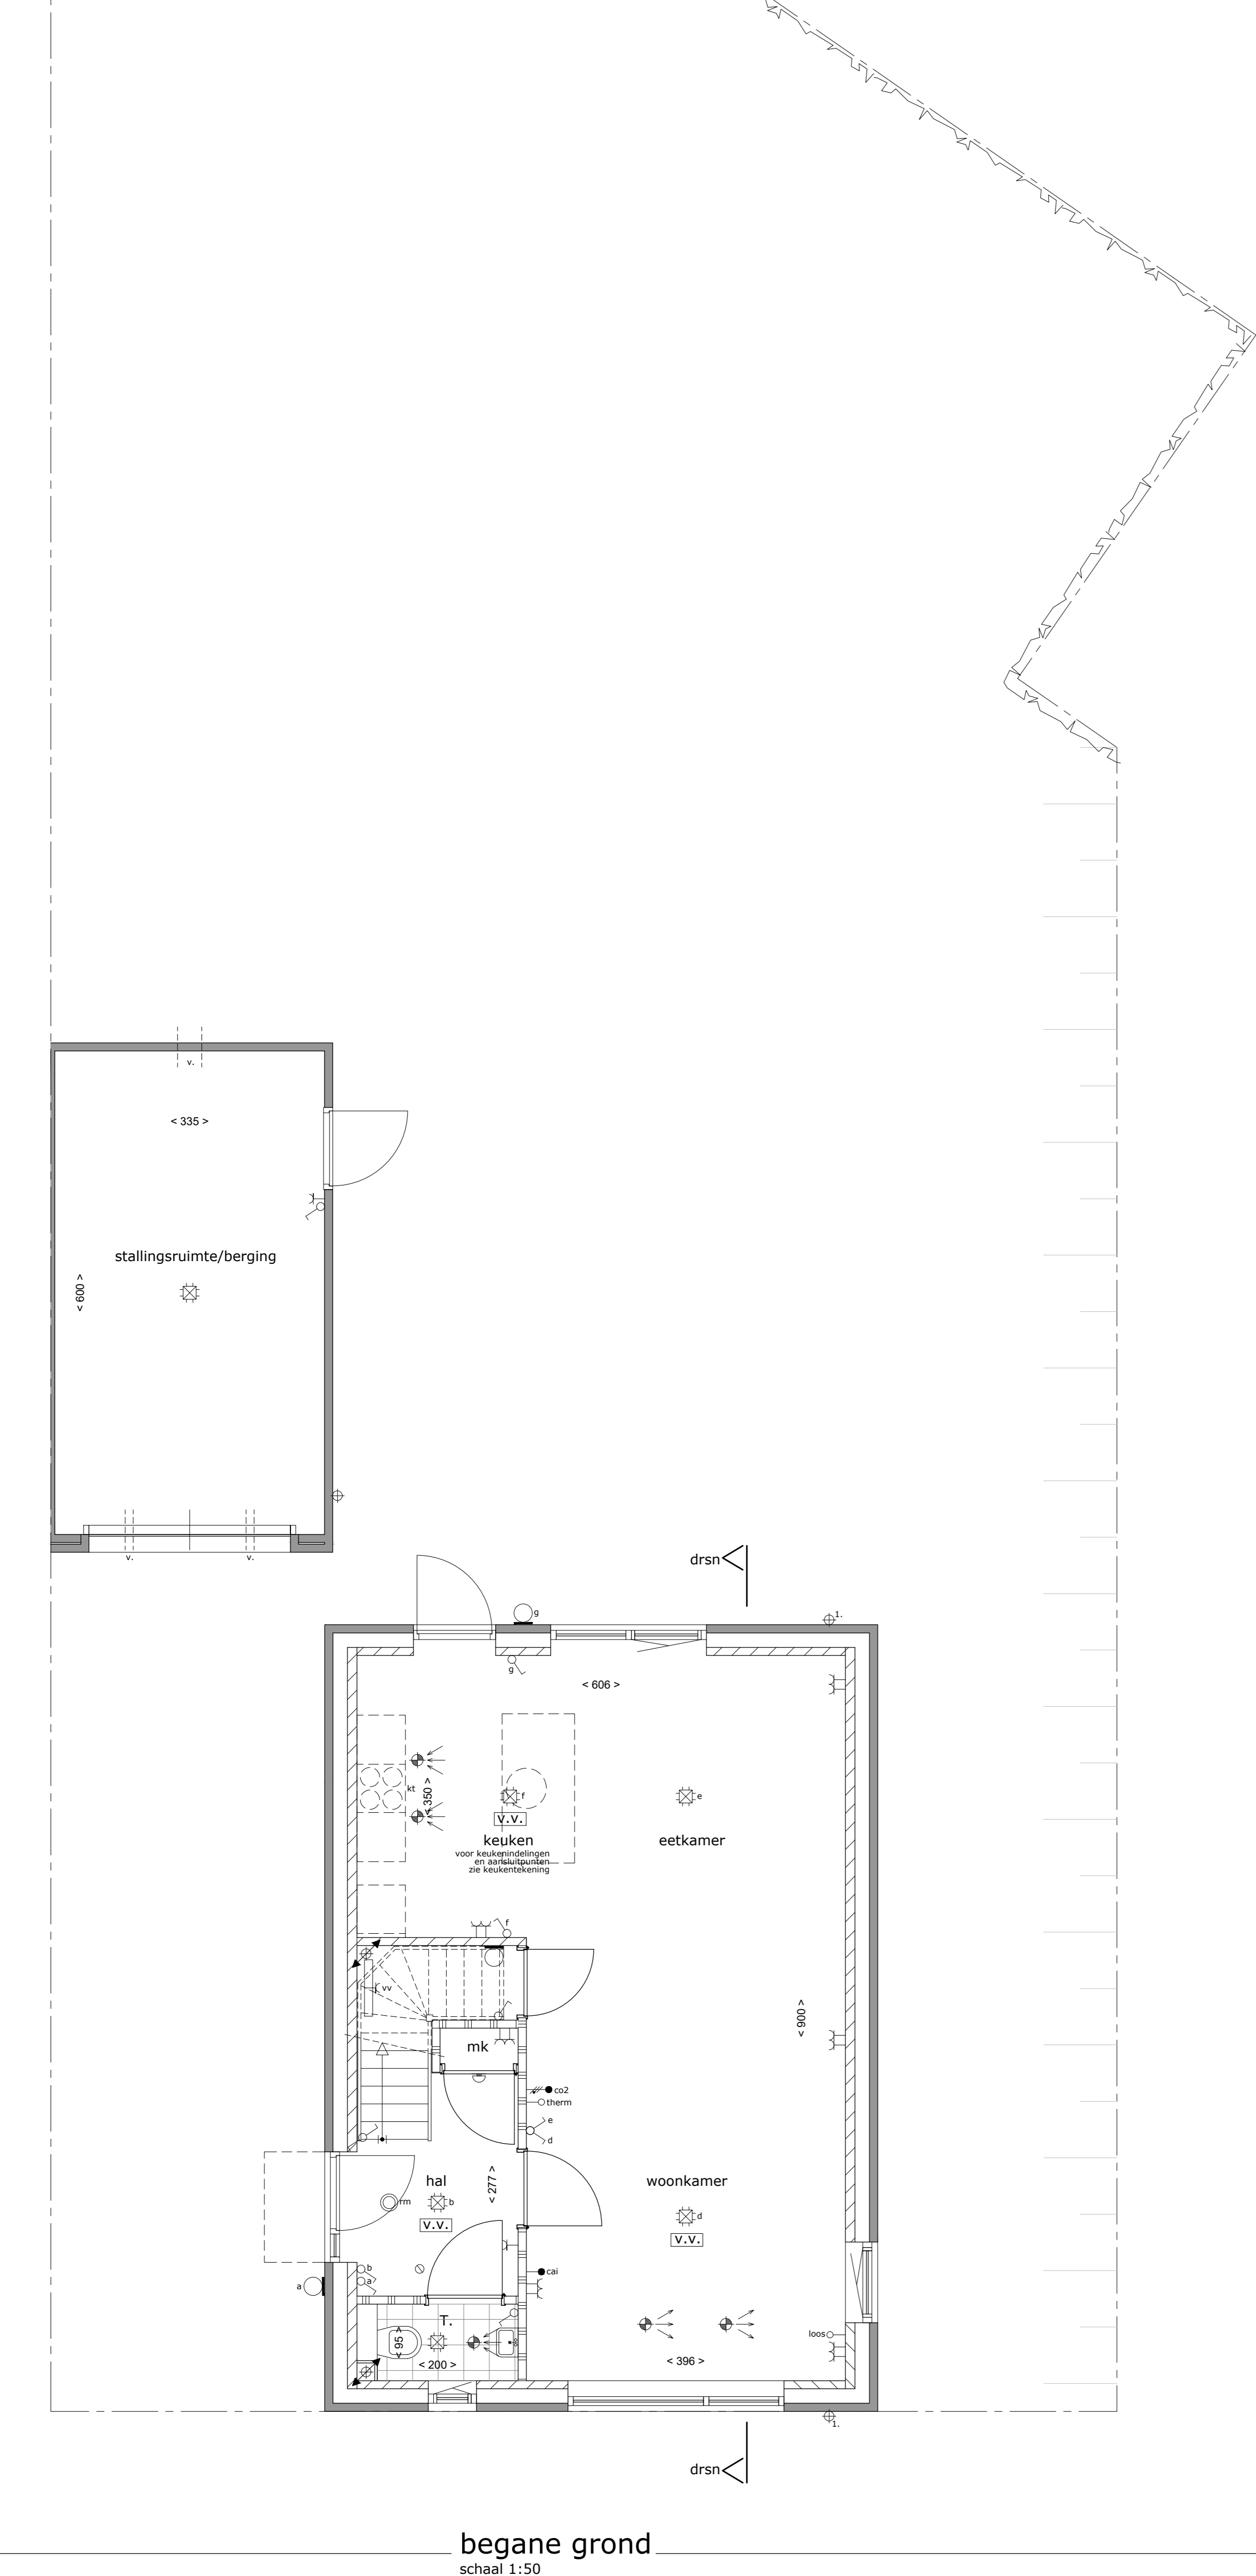 v.
< 335 >
stallingsruimte/berging
< 600 >
v.
v.
drsn
g
1.
g
< 606 >
kt
< 350 >
f
e
v.v.
keuken
eetkamer
voor keukenindelingen
en aansluitpunten
zie keukentekening
f
vv
< 900 >
mk
co2
therm
e
d
hal
< 277 >
woonkamer
rm
b
d
v.v.
v.v.
b
a
cai
a
T.
loos
< 95 >
< 200 >
< 396 >
1.
drsn
begane grond
schaal 1:50